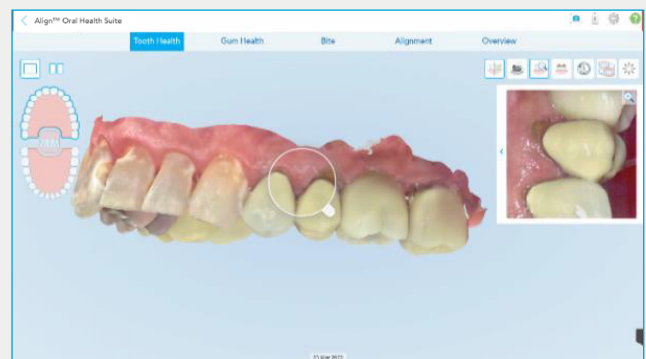 Align™ Oral Health Suite
Tooth Health
Gum Health
Bite
Alignment
Overview